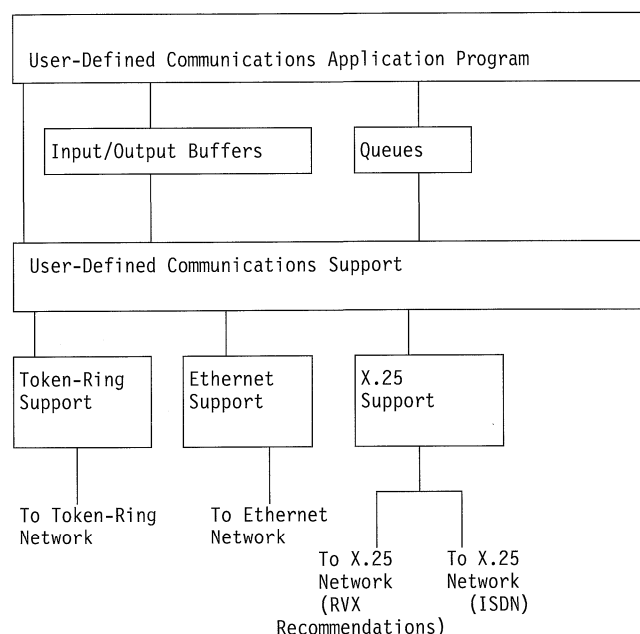 User-Defined Communications Application Program
Input/Output Buffers
Queues
User-Defined Communications Support
Token-Ring
Support
Ethernet
Support
X.25
Support
To Token-Ring
Network
To Ethernet
Network
To X.25
Network
(RVX
Recommendations)
To X.25
Network
(ISDN)